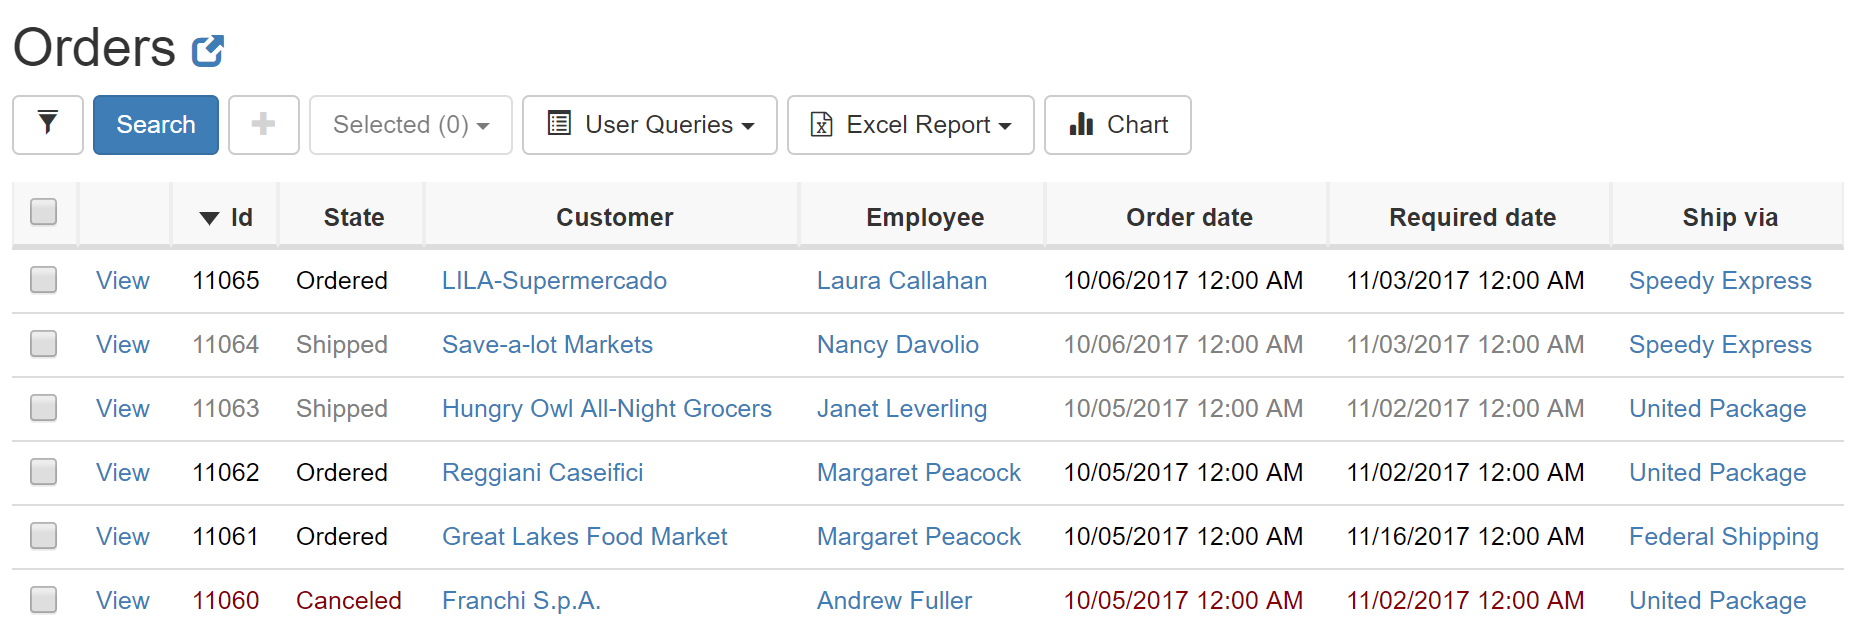 Orders
Search Selected (0) User Queries Excel Report Chart
Id State Customer Employee Order date Required date Ship via
View 11065 Ordered LILA-Supermercado Laura Callahan 10/06/2017 12:00 AM 11/03/2017 12:00 AM Speedy Express
View 11064 Shipped Save-a-lot Markets Nancy Davolio 10/06/2017 12:00 AM 11/03/2017 12:00 AM Speedy Express
View 11063 Shipped Hungry Owl All-Night Grocers Janet Leverling 10/05/2017 12:00 AM 11/02/2017 12:00 AM United Package
View 11062 Ordered Reggiani Caseifici Margaret Peacock 10/05/2017 12:00 AM 11/02/2017 12:00 AM United Package
View 11061 Ordered Great Lakes Food Market Margaret Peacock 10/05/2017 12:00 AM 11/16/2017 12:00 AM Federal Shipping
View 11060 Canceled Franchi S.p.A. Andrew Fuller 10/05/2017 12:00 AM 11/02/2017 12:00 AM United Package